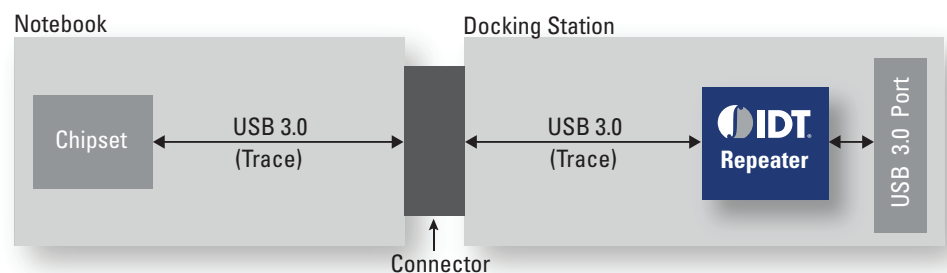 Notebook
Docking Station
Chipset
USB 3.0
(Trace)
USB 3.0
(Trace)
IDT.
Repeater
USB 3.0 Port
Connector